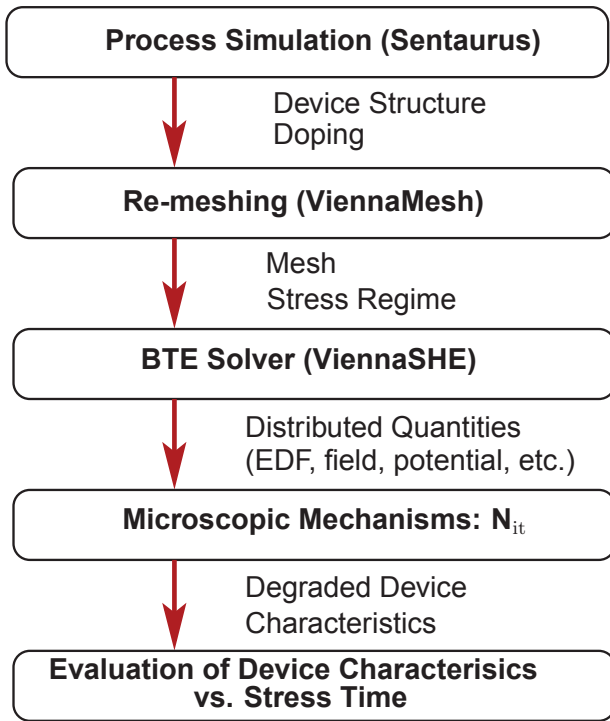 Process Simulation (Sentaurus)
Device Structure
Doping
Re-meshing (ViennaMesh)
Mesh
Stress Regime
BTE Solver (ViennaSHE)
Distributed Quantities
(EDF, field, potential, etc.)
Microscopic Mechanisms: N_it
Degraded Device
Characteristics
Evaluation of Device Characterisics
vs. Stress Time